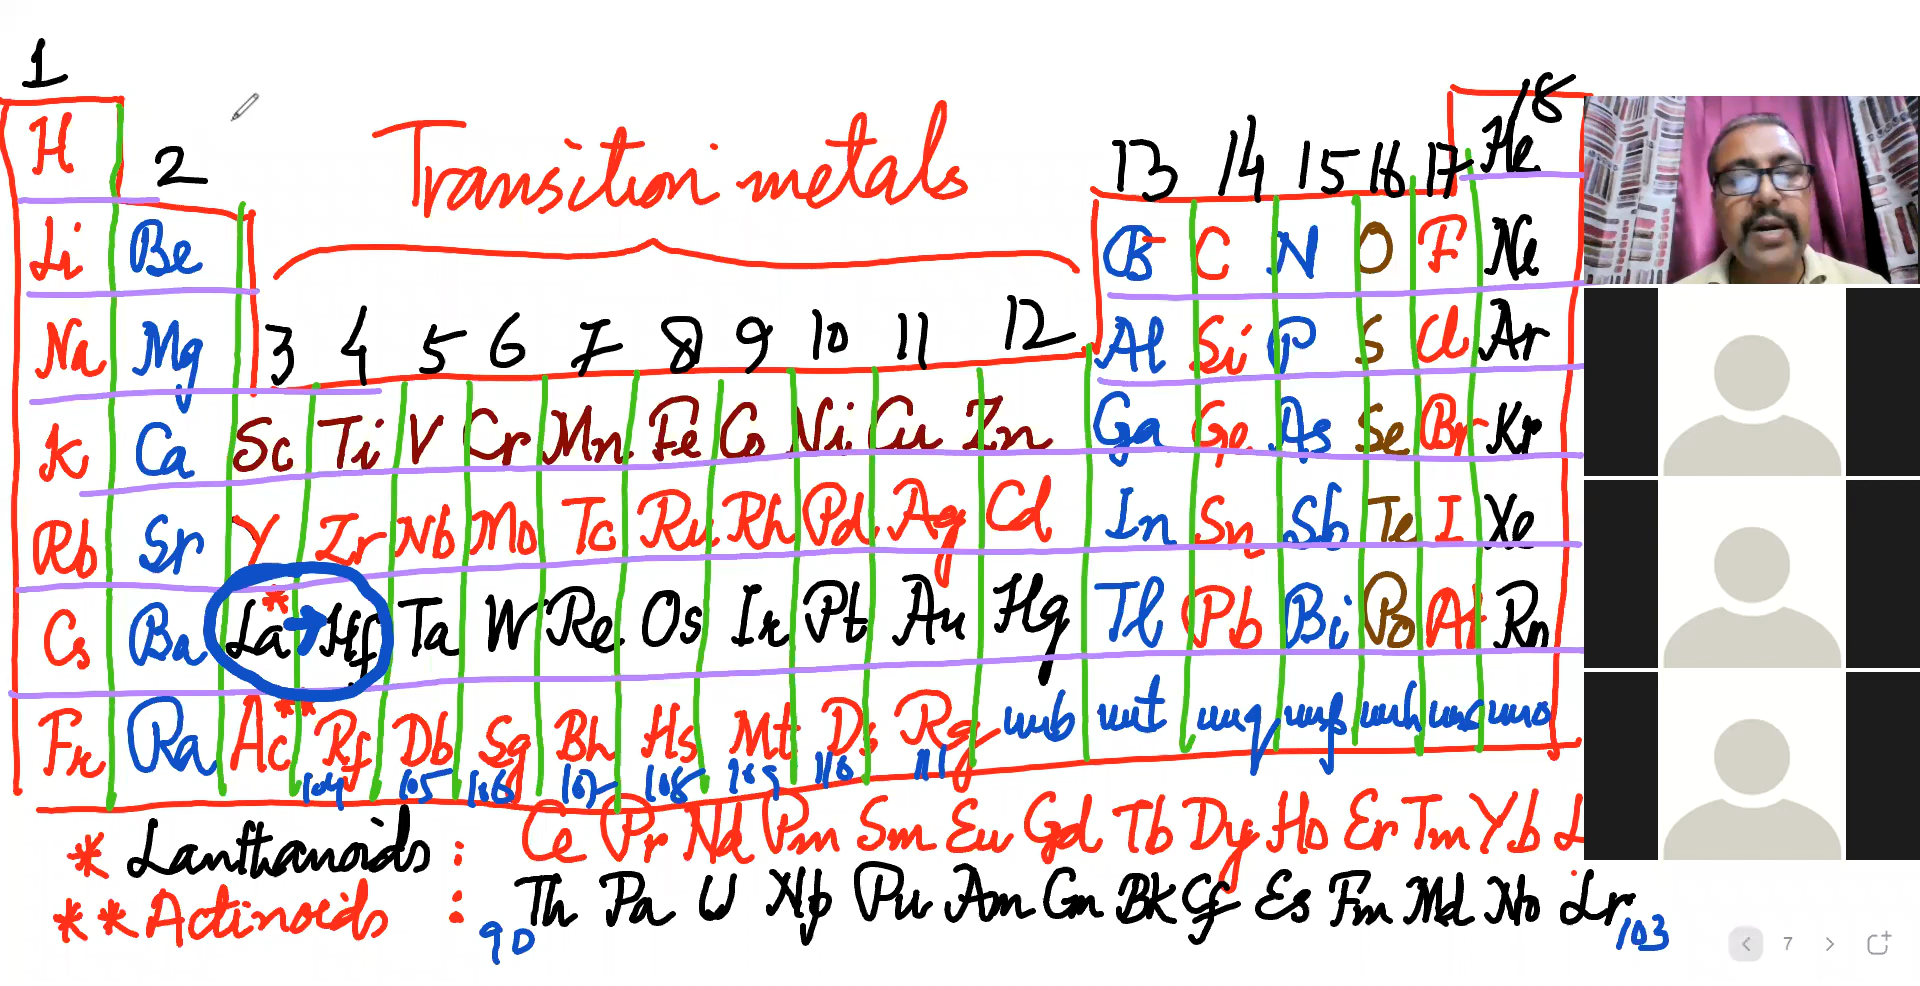 1
18
2
Transition metals
13 14 15 16 17
H He
Li Be B C N O F Ne
3 4 5 6 7 8 9 10 11 12
Na Mg Al Si P S Cl Ar
K Ca Sc Ti V Cr Mn Fe Co Ni Cu Zn Ga Ge As Se Br Kr
Rb Sr Y Zr Nb Mo Tc Ru Rh Pd Ag Cd In Sn Sb Te I Xe
Cs Ba La* → Hf Ta W Re Os Ir Pt Au Hg Tl Pb Bi Po At Rn
Fr Ra Ac** Rf Db Sg Bh Hs Mt Ds Rg uub uut uuq uup uuh uus uuo
104 105 106 107 108 109 110 111
* Lanthanoids : Ce Pr Nd Pm Sm Eu Gd Tb Dy Ho Er Tm Yb L
** Actinoids : Th Pa U Np Pu Am Cm Bk Cf Es Fm Md No Lr
90 103
7